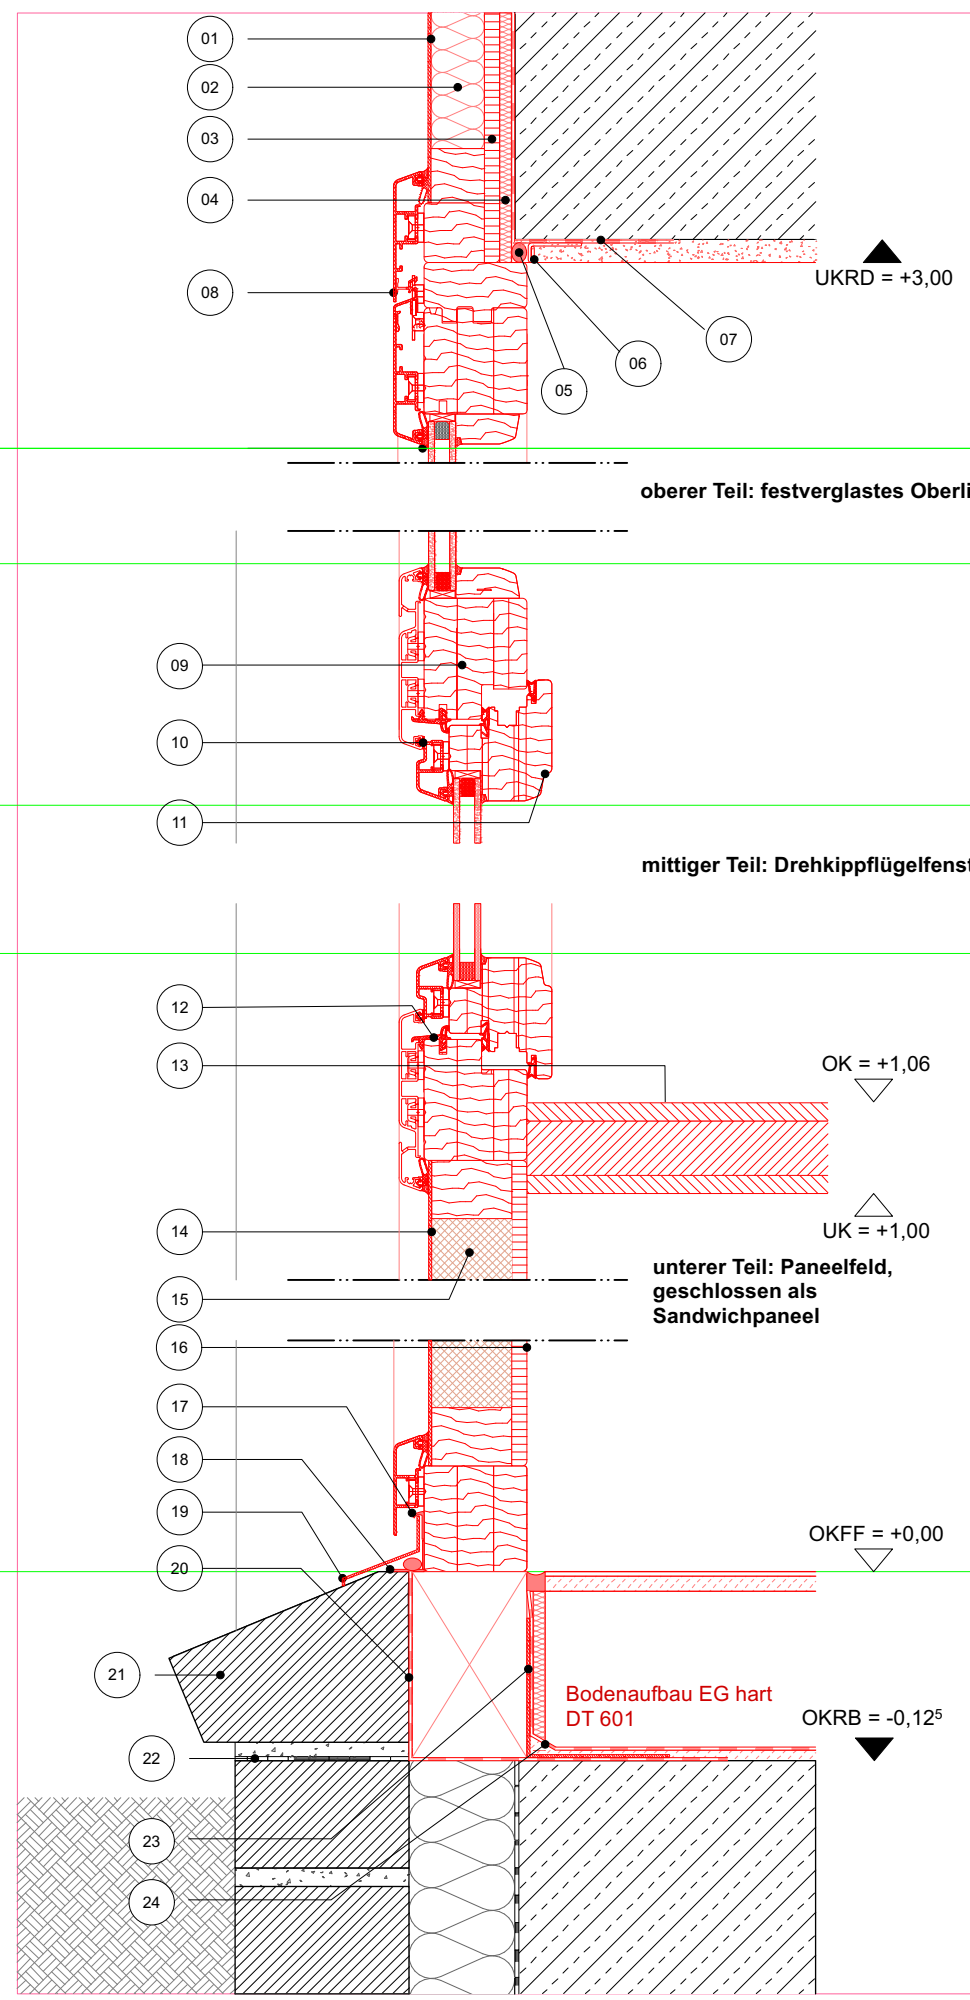 01
02
03
04
UKRD = +3,00
08
07
06
05
oberer Teil: festverglastes Oberli
09
10
11
mittiger Teil: Drehkippflügelfenst
12
13
OK = +1,06
14
UK = +1,00
unterer Teil: Paneelfeld,
geschlossen als
Sandwichpaneel
15
16
17
18
19
OKFF = +0,00
20
21
Bodenaufbau EG hart
DT 601
OKRB = -0,12⁵
22
23
24